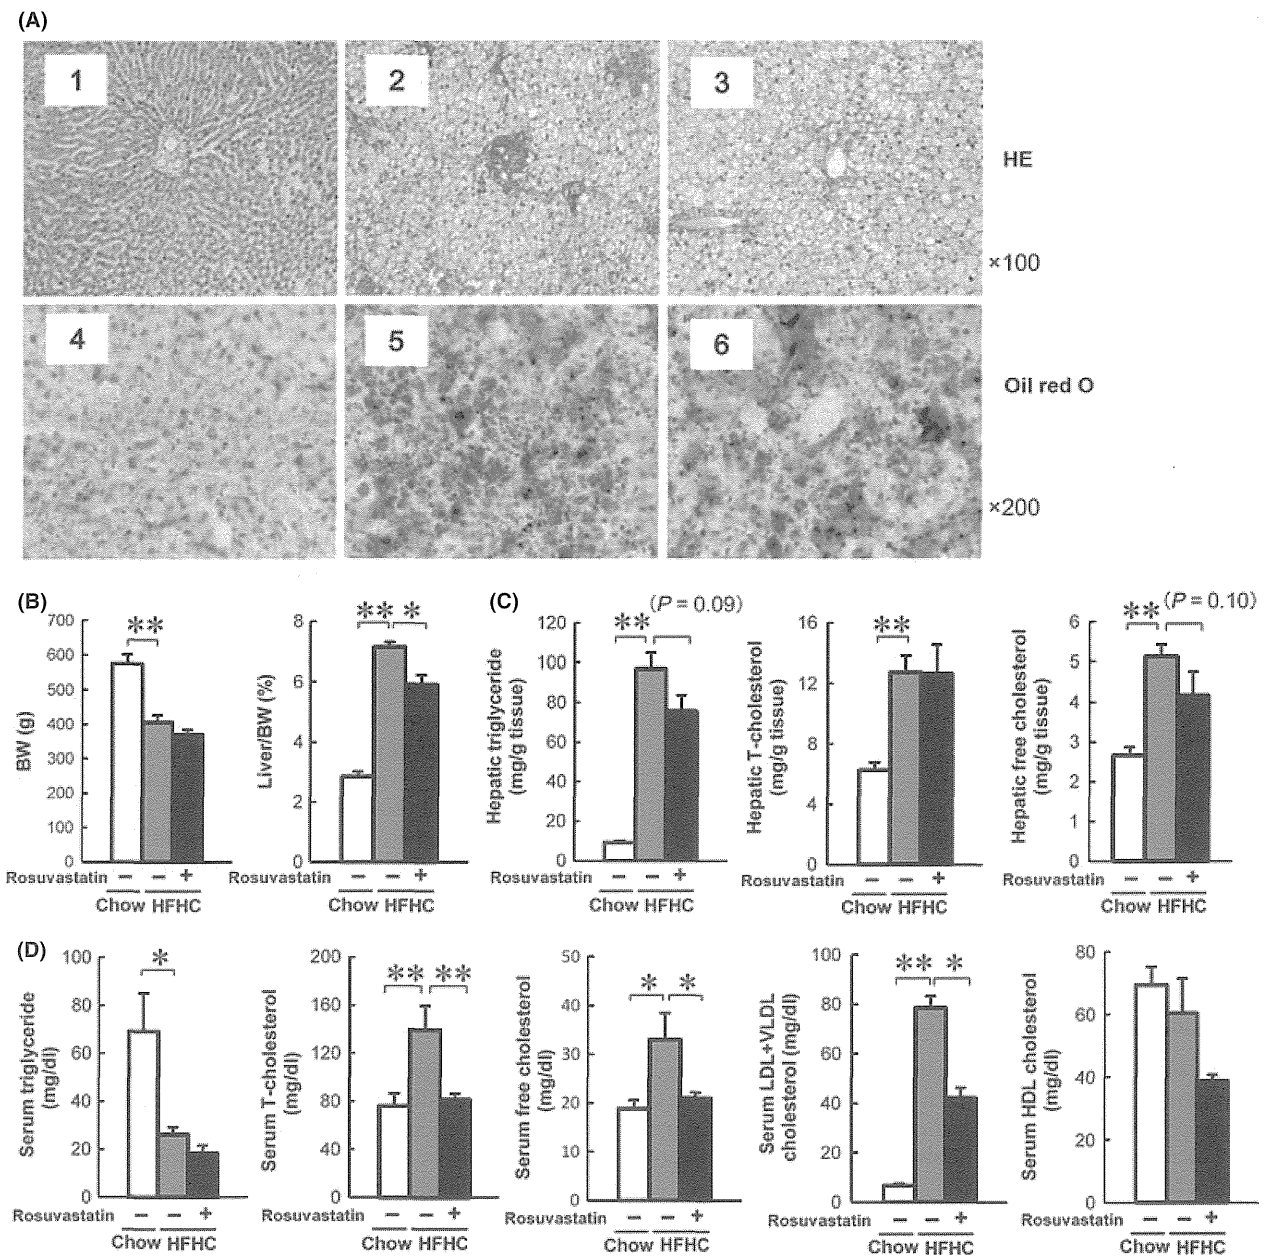 (A)
1 2 3
HE
×100
4 5 6
Oil red O
×200
(B)
BW (g)
700
600
500
400
300
200
100
0
**
Rosuvastatin − − +
Chow HFHC
Liver/BW (%)
8
6
4
2
0
** *
Rosuvastatin − − +
Chow HFHC
(C)
Hepatic triglyceride
(mg/g tissue)
120
100
80
60
40
20
0
** (P = 0.09)
Rosuvastatin − − +
Chow HFHC
Hepatic T-cholesterol
(mg/g tissue)
16
12
8
4
0
**
Rosuvastatin − − +
Chow HFHC
Hepatic free cholesterol
(mg/g tissue)
6
5
4
3
2
1
0
** (P = 0.10)
Rosuvastatin − − +
Chow HFHC
(D)
Serum triglyceride
(mg/dl)
100
80
60
40
20
0
*
Rosuvastatin − − +
Chow HFHC
Serum T-cholesterol
(mg/dl)
200
160
120
80
40
0
** **
Rosuvastatin − − +
Chow HFHC
Serum free cholesterol
(mg/dl)
50
40
30
20
10
0
* *
Rosuvastatin − − +
Chow HFHC
Serum LDL+VLDL
cholesterol (mg/dl)
100
80
60
40
20
0
** *
Rosuvastatin − − +
Chow HFHC
Serum HDL cholesterol
(mg/dl)
80
60
40
20
0
Rosuvastatin − − +
Chow HFHC